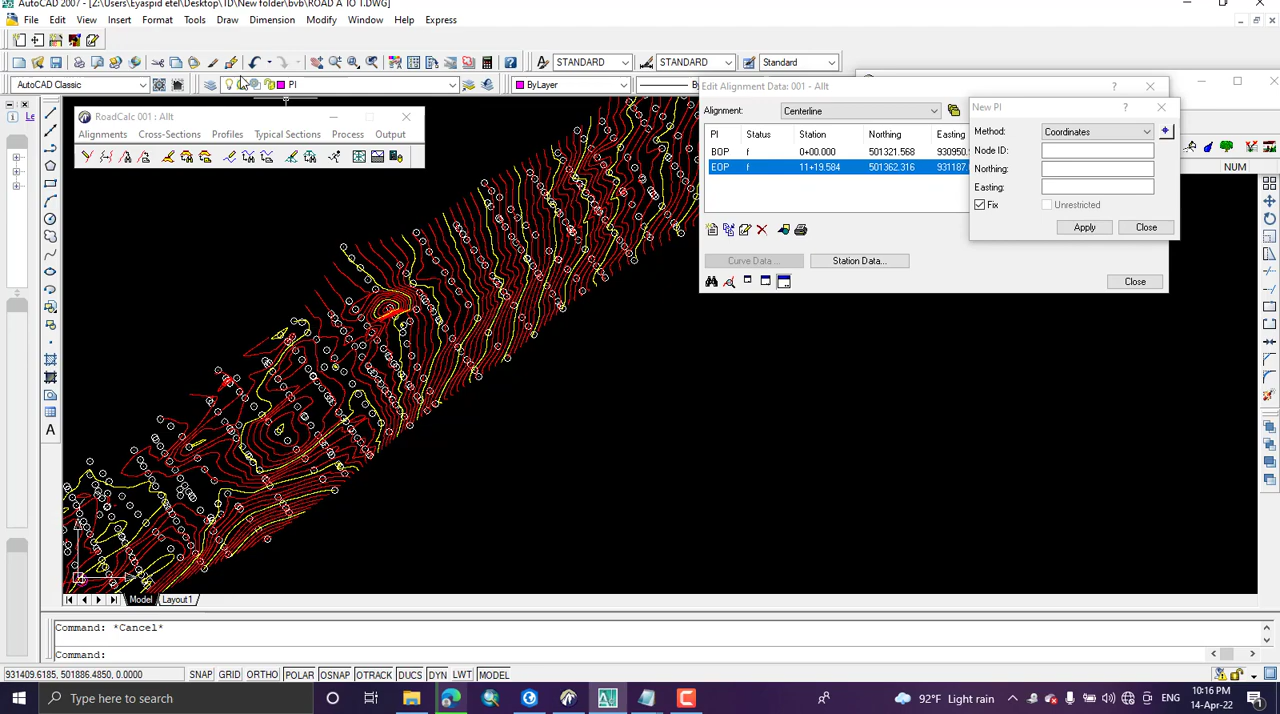 AutoCAD 2007 - [Z:\Users\Eyaspid etel\Desktop\TD\New folder\bvb\ROAD A TO T.DWG]
File Edit View Insert Format Tools Draw Dimension Modify Express
STANDARD STANDARD Standard
AutoCAD Classic PI ByLayer
Edit Alignment Data: 001 - Allt
Alignment: Centerline
PI Status Station Northing Easting
BOP f 0+00.000 501321.568 930950.
EOP f 11+19.584 501362.316 931187.
Curve Data ... Station Data...
Close
New PI
Method: Coordinates
Node ID:
Northing:
Easting:
Fix Unrestricted
Apply Close
NUM
RoadCalc 001 : Allt
Alignments Cross-Sections Profiles Typical Sections Process Output
Model Layout1
Command: *Cancel*
Command:
931409.6185, 501886.4850, 0.0000 SNAP GRID ORTHO POLAR OSNAP OTRACK DUCS DYN LWT MODEL
Type here to search
92°F Light rain ENG 10:16 PM
14-Apr-22